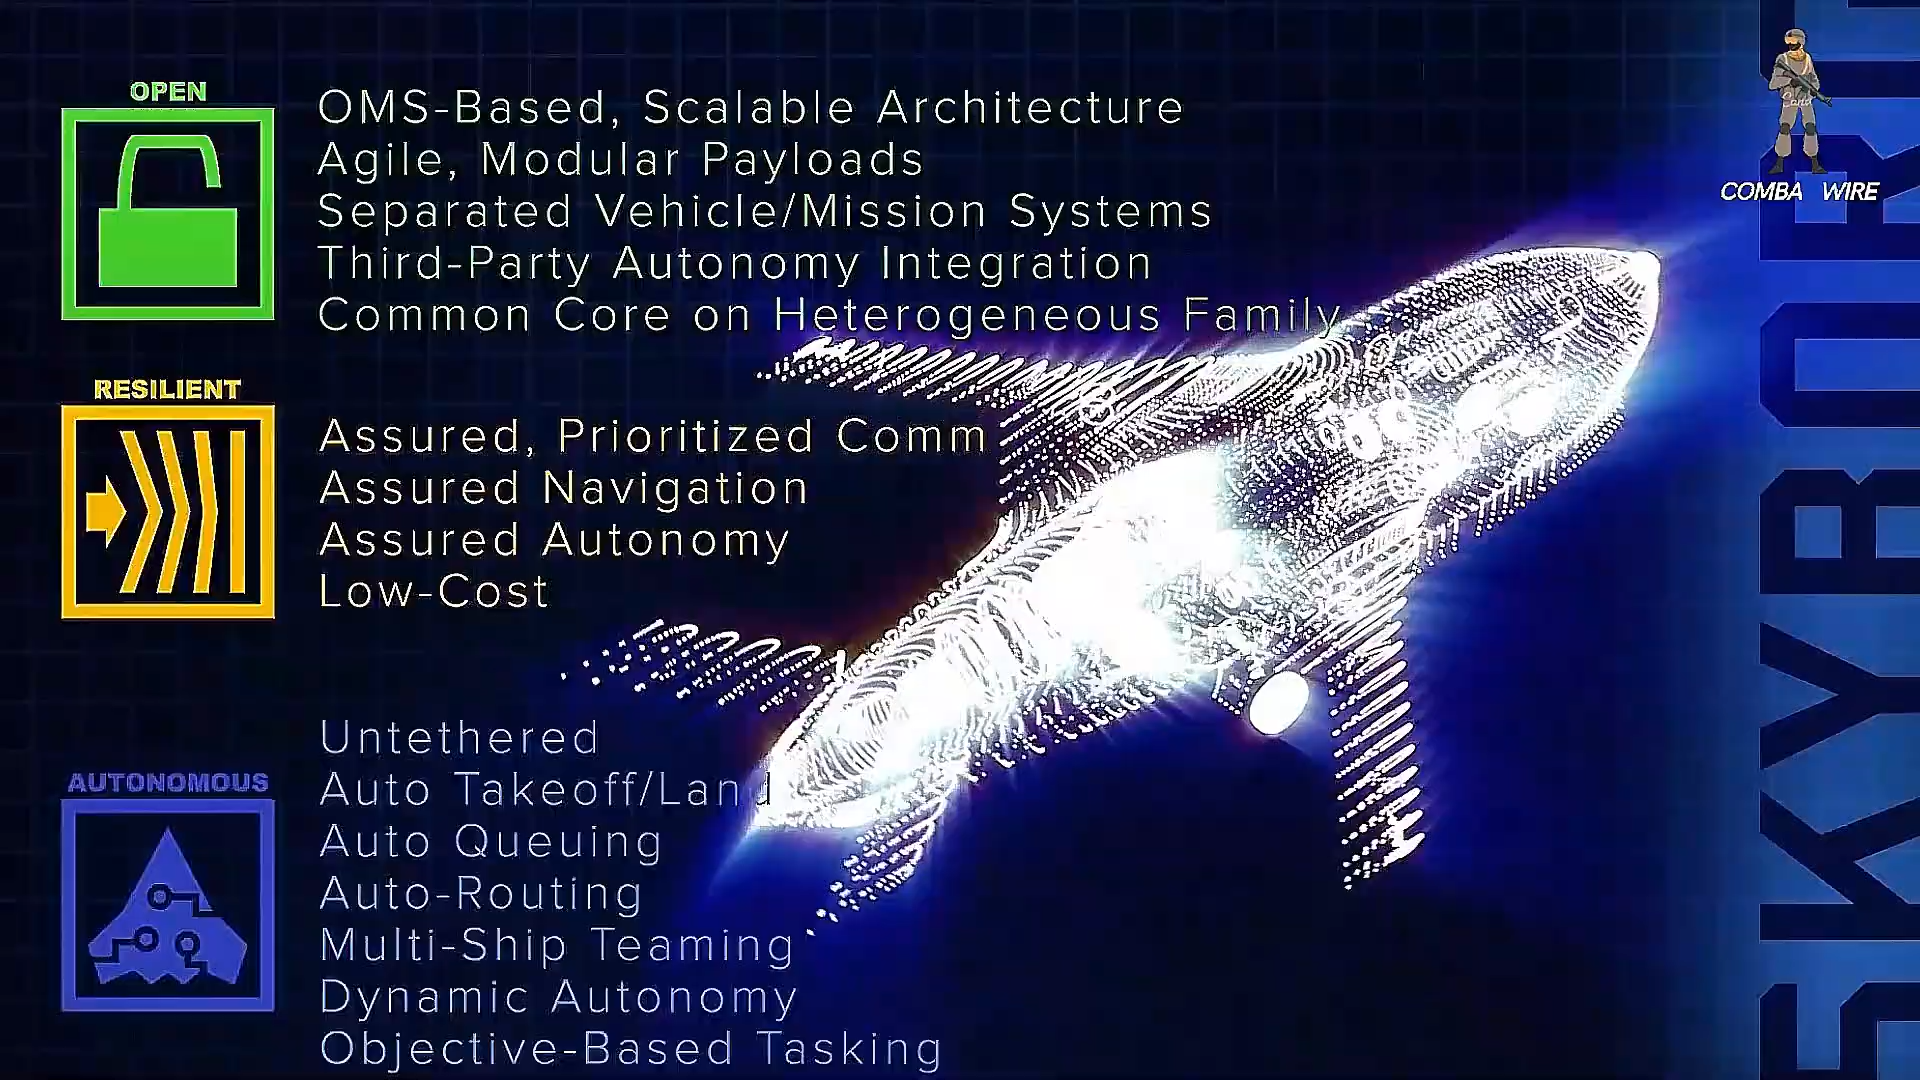 OPEN
OMS-Based, Scalable Architecture
Agile, Modular Payloads
Separated Vehicle/Mission Systems
Third-Party Autonomy Integration
Common Core on Heterogeneous Family
RESILIENT
Assured, Prioritized Comm
Assured Navigation
Assured Autonomy
Low-Cost
AUTONOMOUS
Untethered
Auto Takeoff/Land
Auto Queuing
Auto-Routing
Multi-Ship Teaming
Dynamic Autonomy
Objective-Based Tasking
COMBA WIRE
SKYBOR